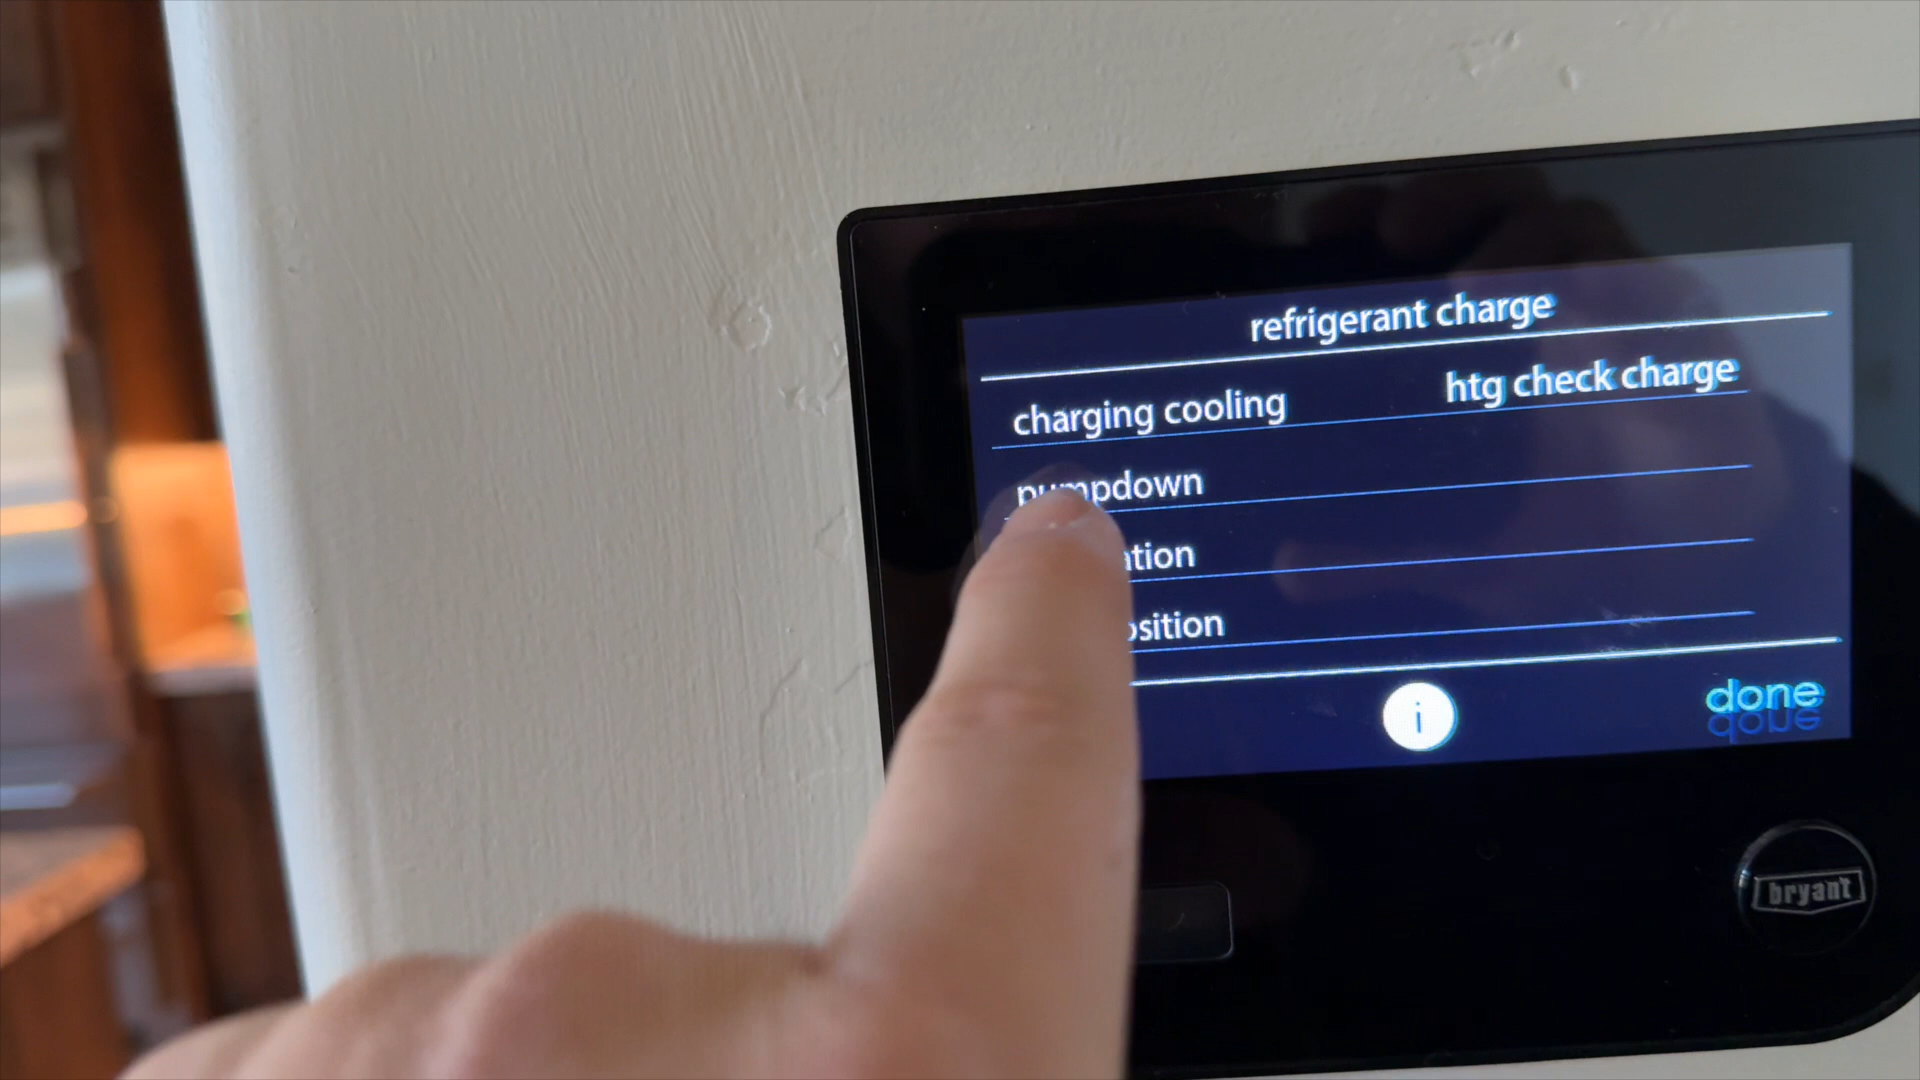 refrigerant charge
charging cooling
htg check charge
pumpdown
done
i
bryant